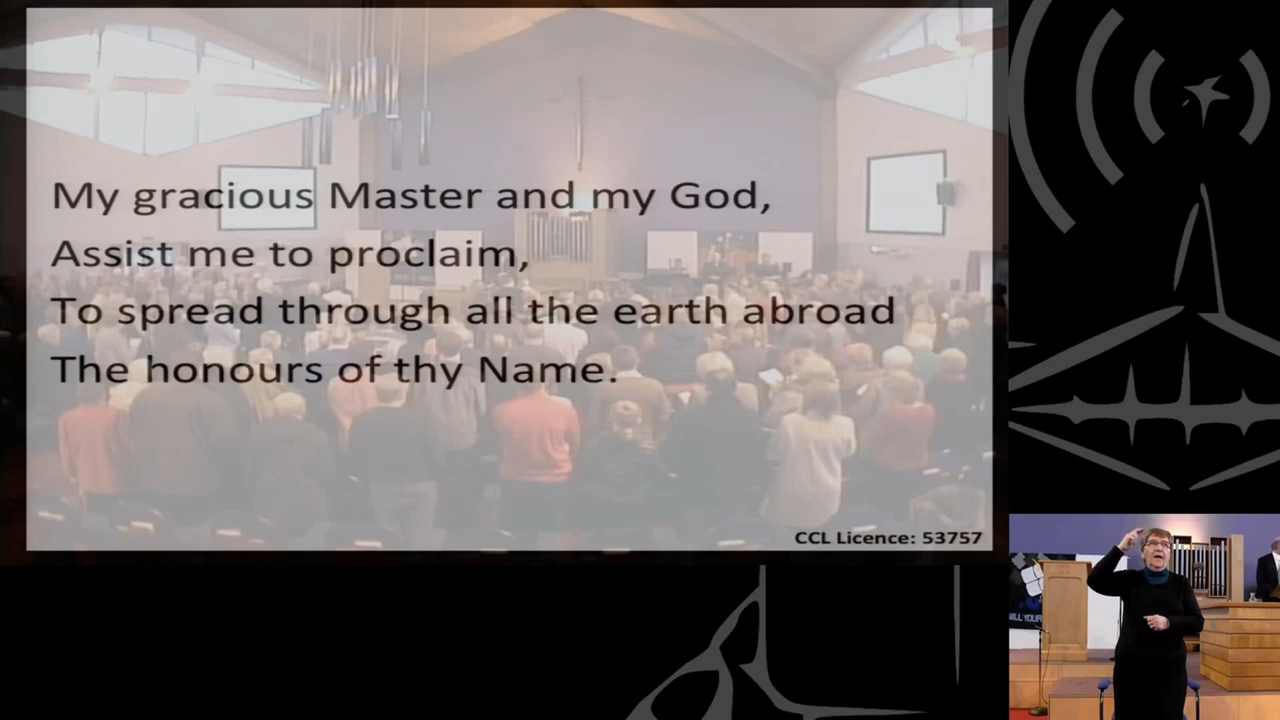 My gracious Master and my God,
Assist me to proclaim,
To spread through all the earth abroad
The honours of thy Name.
CCL Licence: 53757